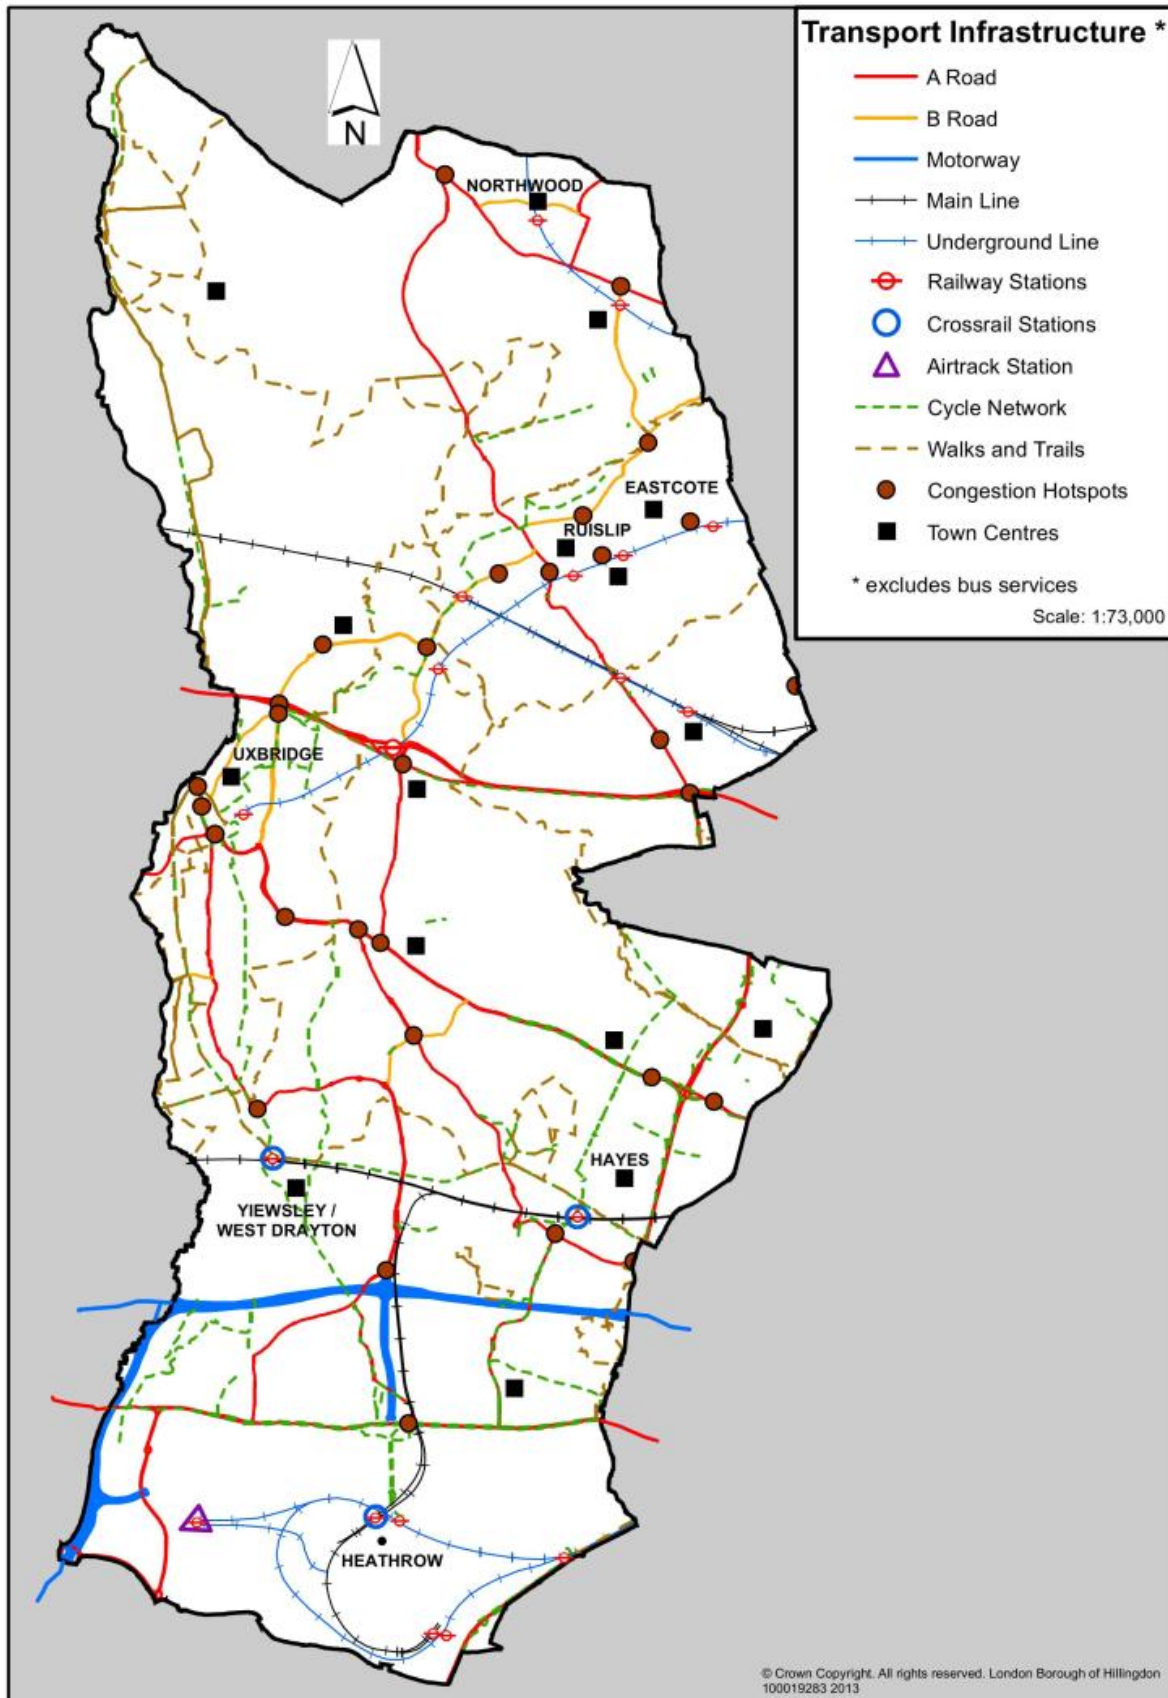 Transport Infrastructure *
A Road
B Road
Motorway
Main Line
Underground Line
Railway Stations
Crossrail Stations
Airtrack Station
Cycle Network
Walks and Trails
Congestion Hotspots
Town Centres
* excludes bus services
Scale: 1:73,000
N
NORTHWOOD
EASTCOTE
RUISLIP
UXBRIDGE
HAYES
YIEWSLEY /
WEST DRAYTON
HEATHROW
© Crown Copyright. All rights reserved. London Borough of Hillingdon
100019283 2013